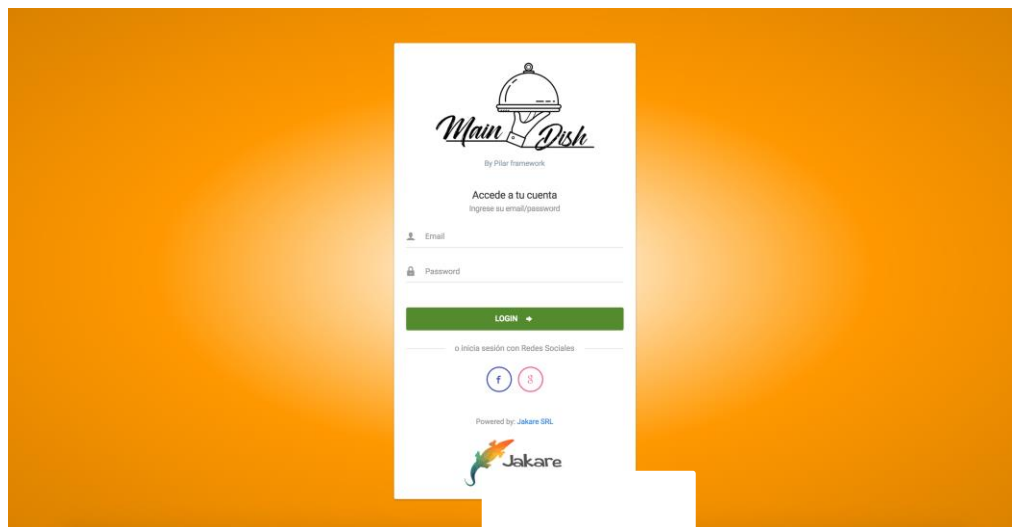 Main Dish
By Pilar framework
Accede a tu cuenta
Ingrese su email/password
Email
Password
LOGIN
o inicia sesión con Redes Sociales
f 8
Powered by: Jakare SRL
Jakare